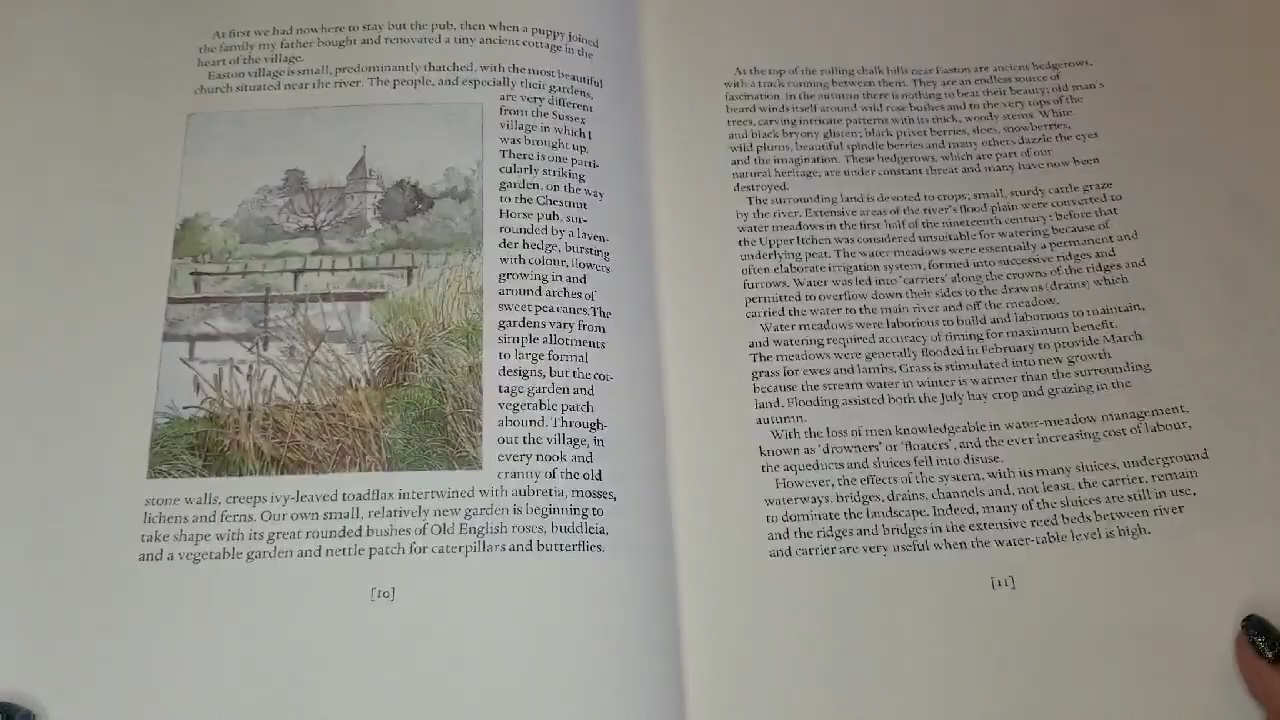 At first we had nowhere to stay but the pub, then when a puppy joined
the family my father bought and renovated a tiny ancient cottage in the
heart of the village.
Easton village is small, predominantly thatched, with the most beautiful
church situated near the river. The people, and especially their gardens,
are very different
from the Sussex
village in which I
was brought up.
There is one parti-
cularly striking
garden, on the way
to the Chestnut
Horse pub, sur-
rounded by a laven-
der hedge, bursting
with colour, flowers
growing in and
around arches of
sweet pea canes. The
gardens vary from
simple allotments
to large formal
designs, but the cot-
tage garden and
vegetable patch
abound. Through-
out the village, in
every nook and
cranny of the old
stone walls, creeps ivy-leaved toadflax intertwined with aubretia, mosses,
lichens and ferns. Our own small, relatively new garden is beginning to
take shape with its great rounded bushes of Old English roses, buddleia,
and a vegetable garden and nettle patch for caterpillars and butterflies.
[10]
At the top of the rolling chalk hills near Easton are ancient hedgerows,
with a track running between them. They are an endless source of
fascination. In the autumn there is nothing to beat their beauty; old man's
beard winds itself around wild rose bushes and to the very tops of the
trees, carving intricate patterns with its thick, woody stems. White
and black bryony glisten; black privet berries, sloes, snowberries,
wild plums, beautiful spindle berries and many others dazzle the eyes
and the imagination. These hedgerows, which are part of our
natural heritage, are under constant threat and many have now been
destroyed.
The surrounding land is devoted to crops; small, sturdy cattle graze
by the river. Extensive areas of the river's flood plain were converted to
water meadows in the first half of the nineteenth century; before that
the Upper Itchen was considered unsuitable for watering because of
underlying peat. The water meadows were essentially a permanent and
often elaborate irrigation system, formed into successive ridges and
furrows. Water was led into 'carriers' along the crowns of the ridges and
permitted to overflow down their sides to the drawns (drains) which
carried the water to the main river and off the meadow.
Water meadows were laborious to build and laborious to maintain,
and watering required accuracy of timing for maximum benefit.
The meadows were generally flooded in February to provide March
grass for ewes and lambs. Grass is stimulated into new growth
because the stream water in winter is warmer than the surrounding
land. Flooding assisted both the July hay crop and grazing in the
autumn.
With the loss of men knowledgeable in water-meadow management,
known as 'drowners' or 'floaters', and the ever increasing cost of labour,
the aqueducts and sluices fell into disuse.
However, the effects of the system, with its many sluices, underground
waterways, bridges, drains, channels and, not least, the carrier, remain
to dominate the landscape. Indeed, many of the sluices are still in use,
and the ridges and bridges in the extensive reed beds between river
and carrier are very useful when the water-table level is high.
[11]